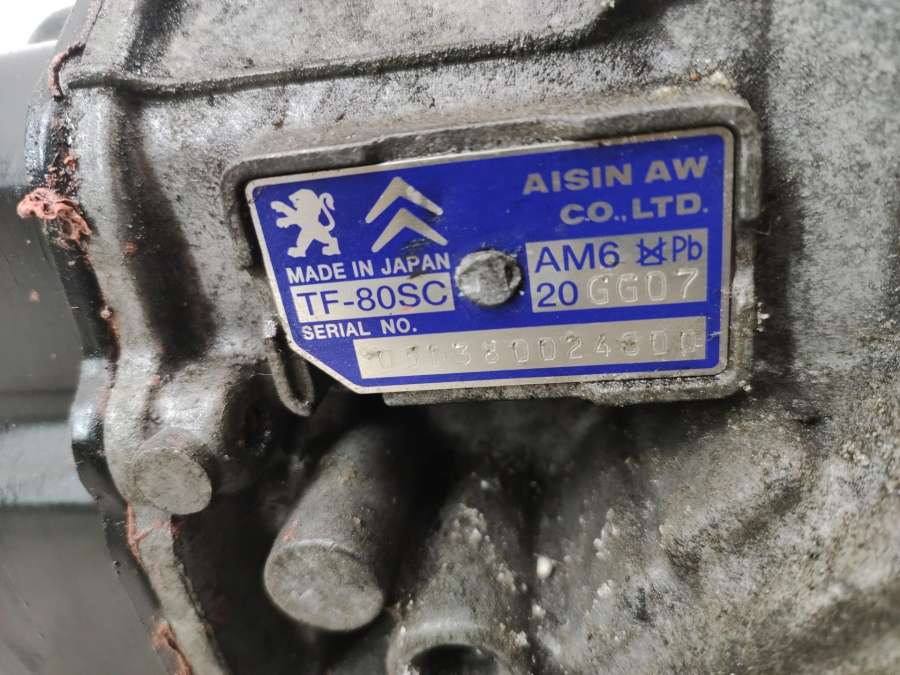 AISIN AW
CO., LTD.
MADE IN JAPAN
TF-80SC
AM6 Pb
20 GG07
SERIAL NO.